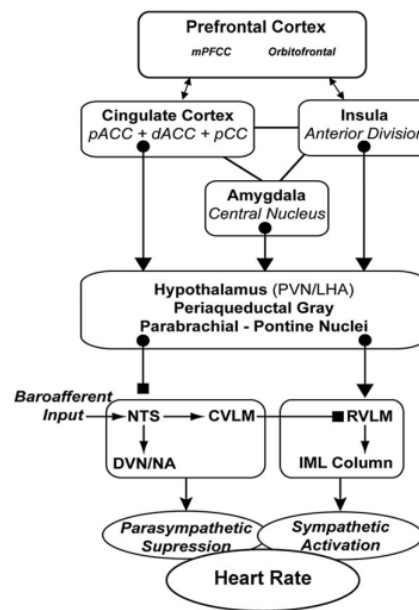 Prefrontal Cortex
mPFCC Orbitofrontal
Cingulate Cortex
pACC + dACC + pCC
Insula
Anterior Division
Amygdala
Central Nucleus
Hypothalamus (PVN/LHA)
Periaqueductal Gray
Parabrachial - Pontine Nuclei
Baroafferent
Input
NTS CVLM RVLM
DVN/NA IML Column
Parasympathetic
Supression
Sympathetic
Activation
Heart Rate